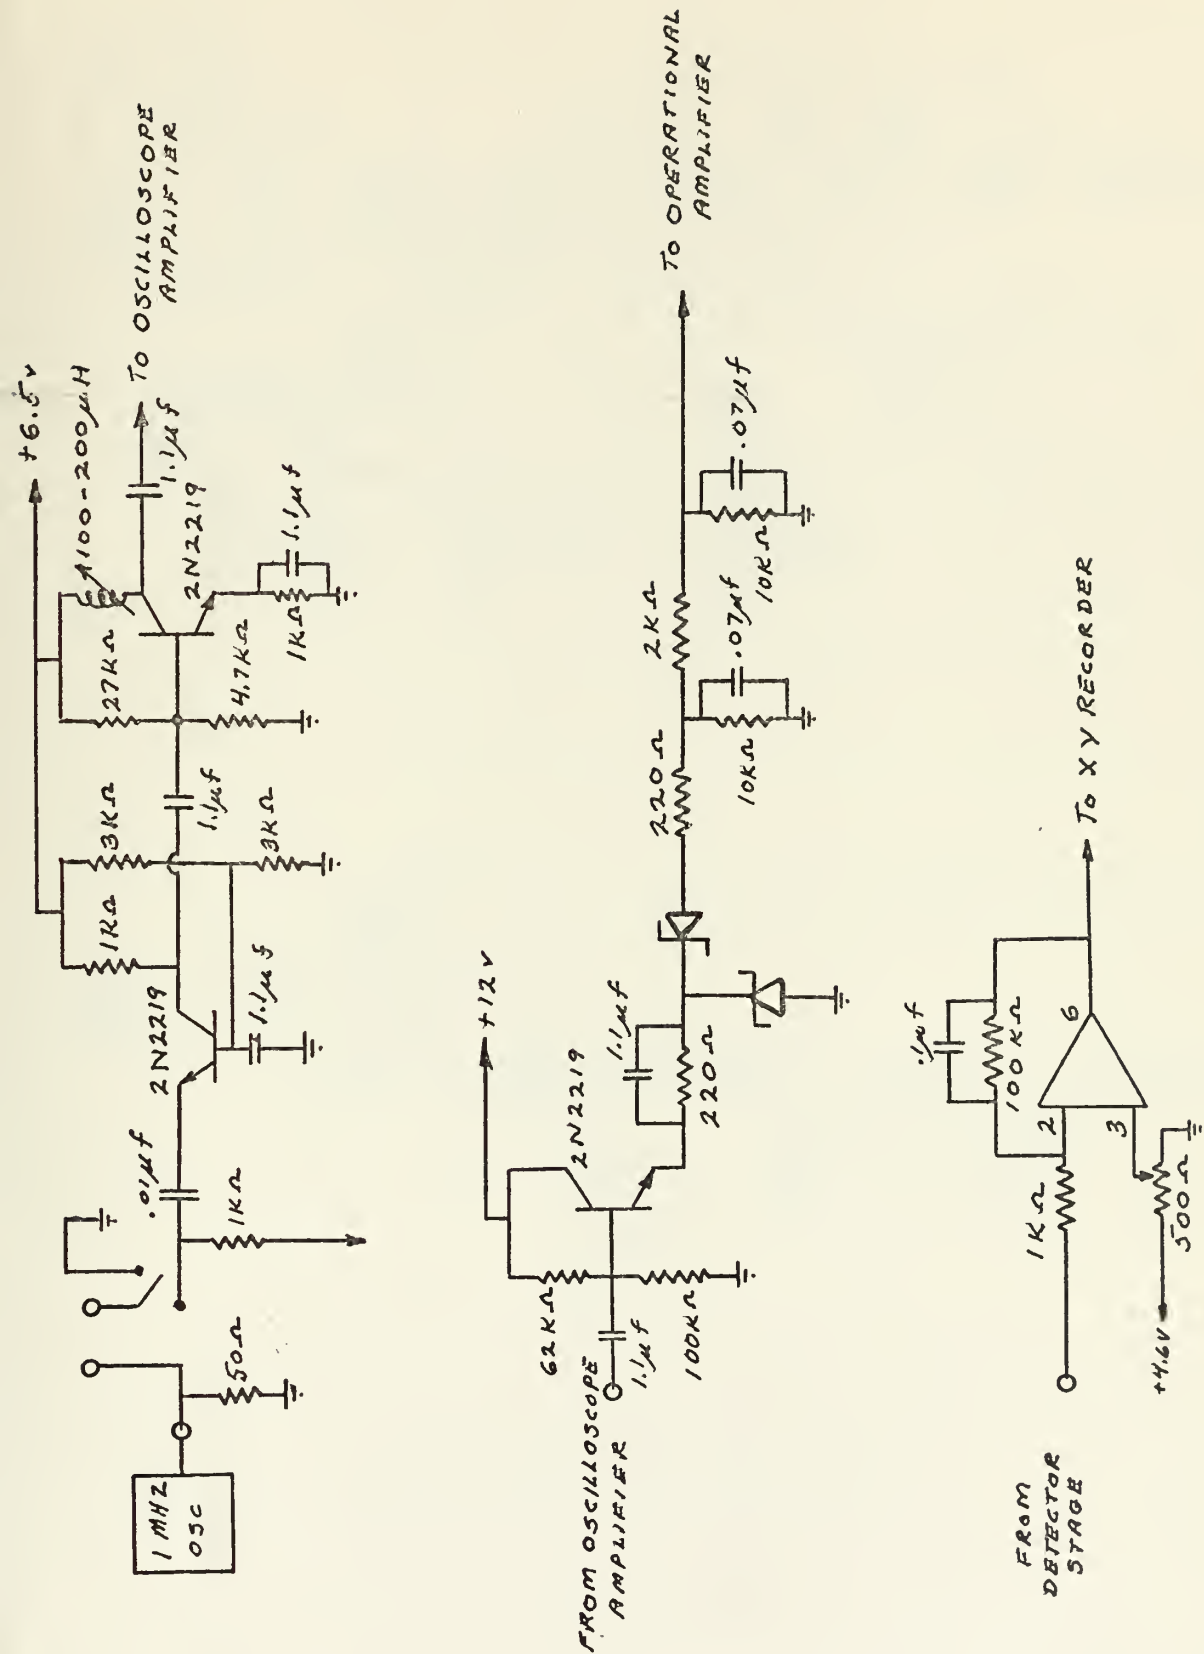 +6.5V
1 MHZ
OSC
50Ω
.01μf
1KΩ
2N2219
1.1μf
1KΩ
3KΩ
3KΩ
1.1μf
27KΩ
4.7KΩ
100-200μH
2N2219
1KΩ
1.1μf
1.1μf
TO OSCILLOSCOPE
AMPLIFIER
FROM OSCILLOSCOPE
AMPLIFIER
1.1μf
62KΩ
100KΩ
+12V
2N2219
1.1μf
220Ω
220Ω
10KΩ
.07μf
2KΩ
10KΩ
.07μf
TO OPERATIONAL
AMPLIFIER
FROM
DETECTOR
STAGE
1KΩ
+4.6V
500Ω
2
3
6
.1μf
100KΩ
TO XY RECORDER